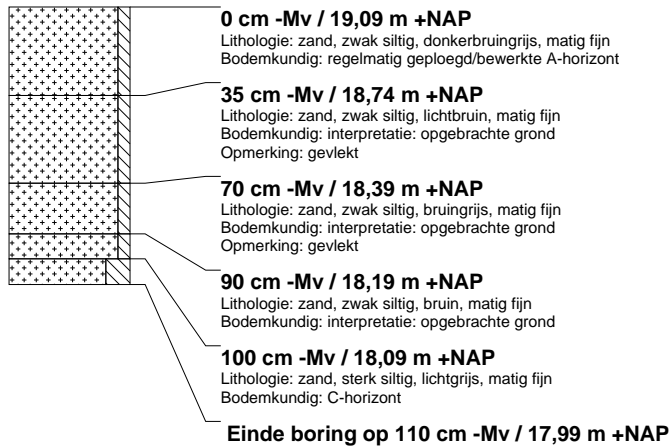 0 cm -Mv / 19,09 m +NAP
Lithologie: zand, zwak siltig, donkerbruingrijs, matig fijn
Bodemkundig: regelmatig geploegd/bewerkte A-horizont
35 cm -Mv / 18,74 m +NAP
Lithologie: zand, zwak siltig, lichtbruin, matig fijn
Bodemkundig: interpretatie: opgebrachte grond
Opmerking: gevlekt
70 cm -Mv / 18,39 m +NAP
Lithologie: zand, zwak siltig, bruingrijs, matig fijn
Bodemkundig: interpretatie: opgebrachte grond
Opmerking: gevlekt
90 cm -Mv / 18,19 m +NAP
Lithologie: zand, zwak siltig, bruin, matig fijn
Bodemkundig: interpretatie: opgebrachte grond
100 cm -Mv / 18,09 m +NAP
Lithologie: zand, sterk siltig, lichtgrijs, matig fijn
Bodemkundig: C-horizont
Einde boring op 110 cm -Mv / 17,99 m +NAP